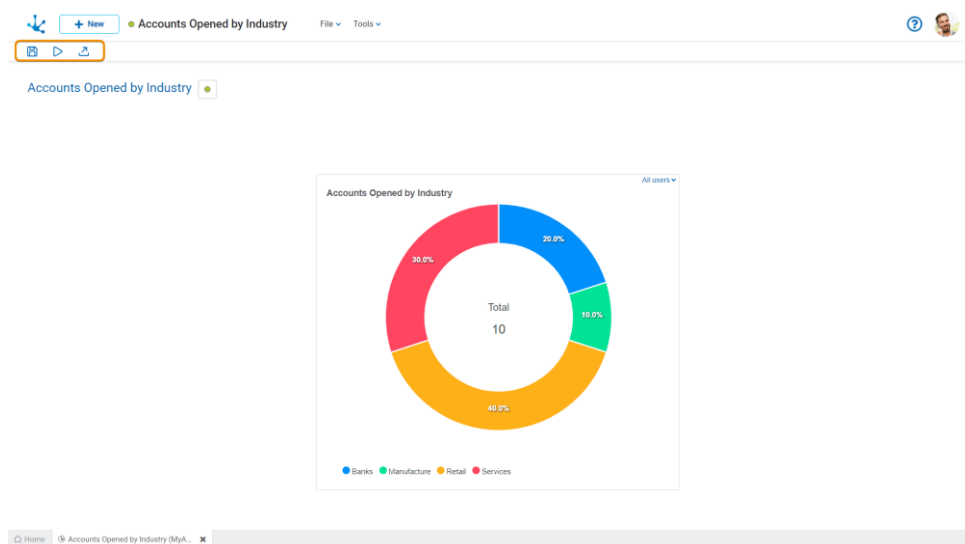 + New
Accounts Opened by Industry
File
Tools
?
Accounts Opened by Industry
All users
Accounts Opened by Industry
20.0%
30.0%
Total
10
10.0%
40.0%
Banks Manufacture Retail Services
Home
Accounts Opened by Industry (MyA...